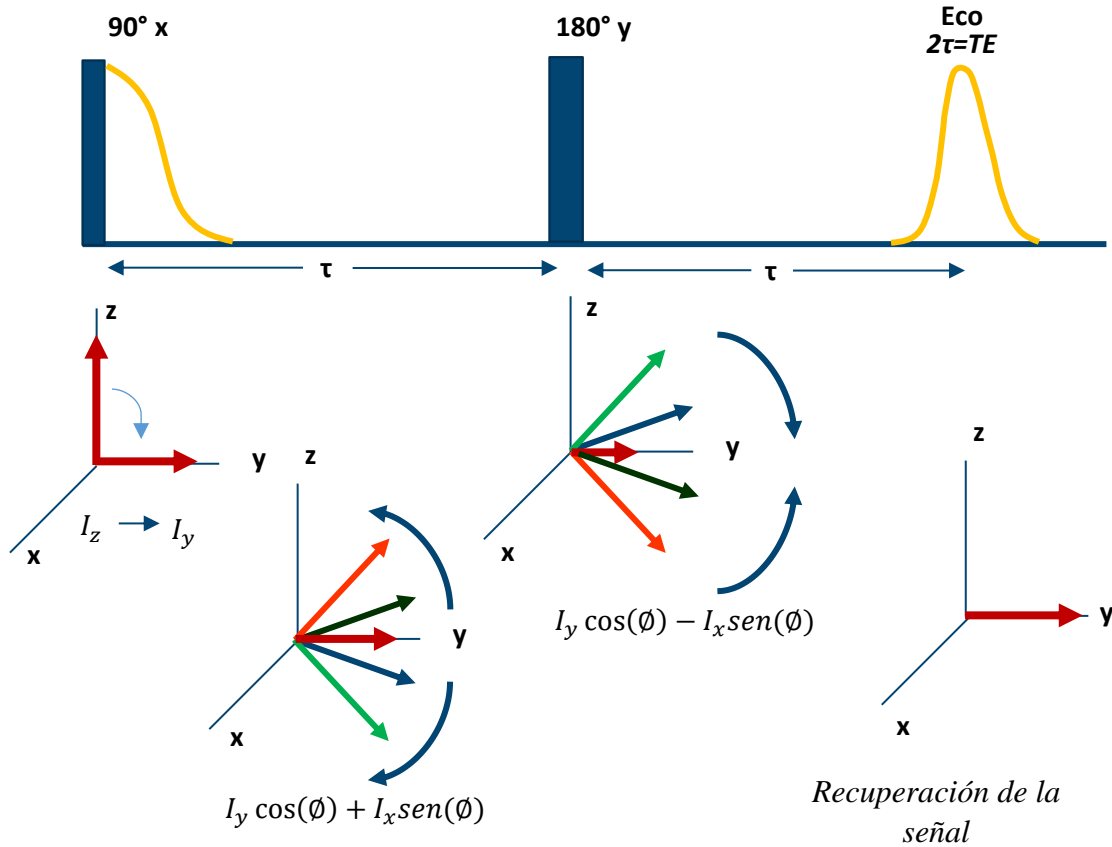 90° x
180° y
Eco
2τ=TE
τ
τ
z
y
x
I_z → I_y
z
y
x
I_y cos(∅) + I_x sen(∅)
z
y
x
I_y cos(∅) − I_x sen(∅)
z
y
x
Recuperación de la
señal